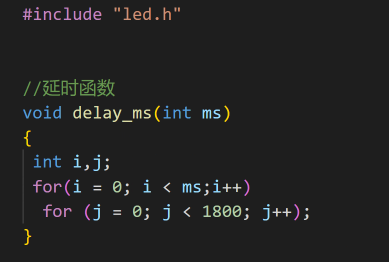 #include "led.h"
//延时函数
void delay_ms(int ms)
{
int i,j;
for(i = 0; i < ms;i++)
for (j = 0; j < 1800; j++);
}